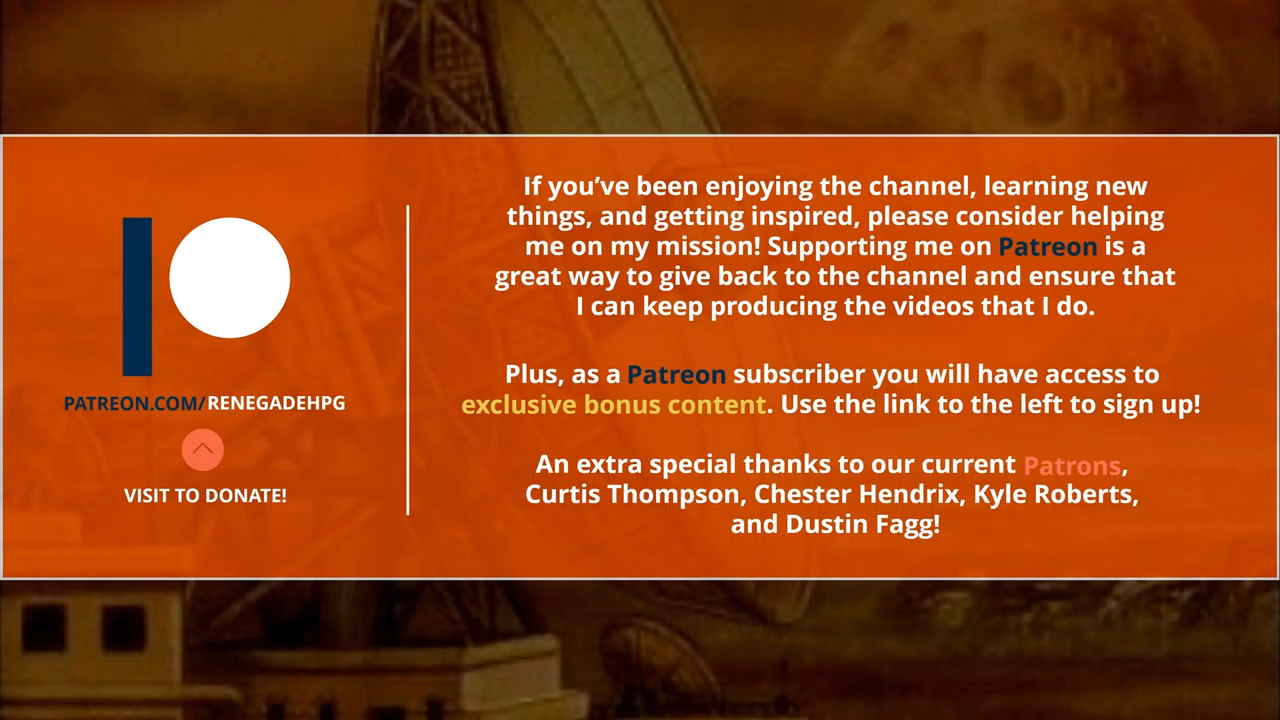 PATREON.COM/RENEGADEHPG
VISIT TO DONATE!
If you’ve been enjoying the channel, learning new
things, and getting inspired, please consider helping
me on my mission! Supporting me on Patreon is a
great way to give back to the channel and ensure that
I can keep producing the videos that I do.
Plus, as a Patreon subscriber you will have access to
exclusive bonus content. Use the link to the left to sign up!
An extra special thanks to our current Patrons,
Curtis Thompson, Chester Hendrix, Kyle Roberts,
and Dustin Fagg!